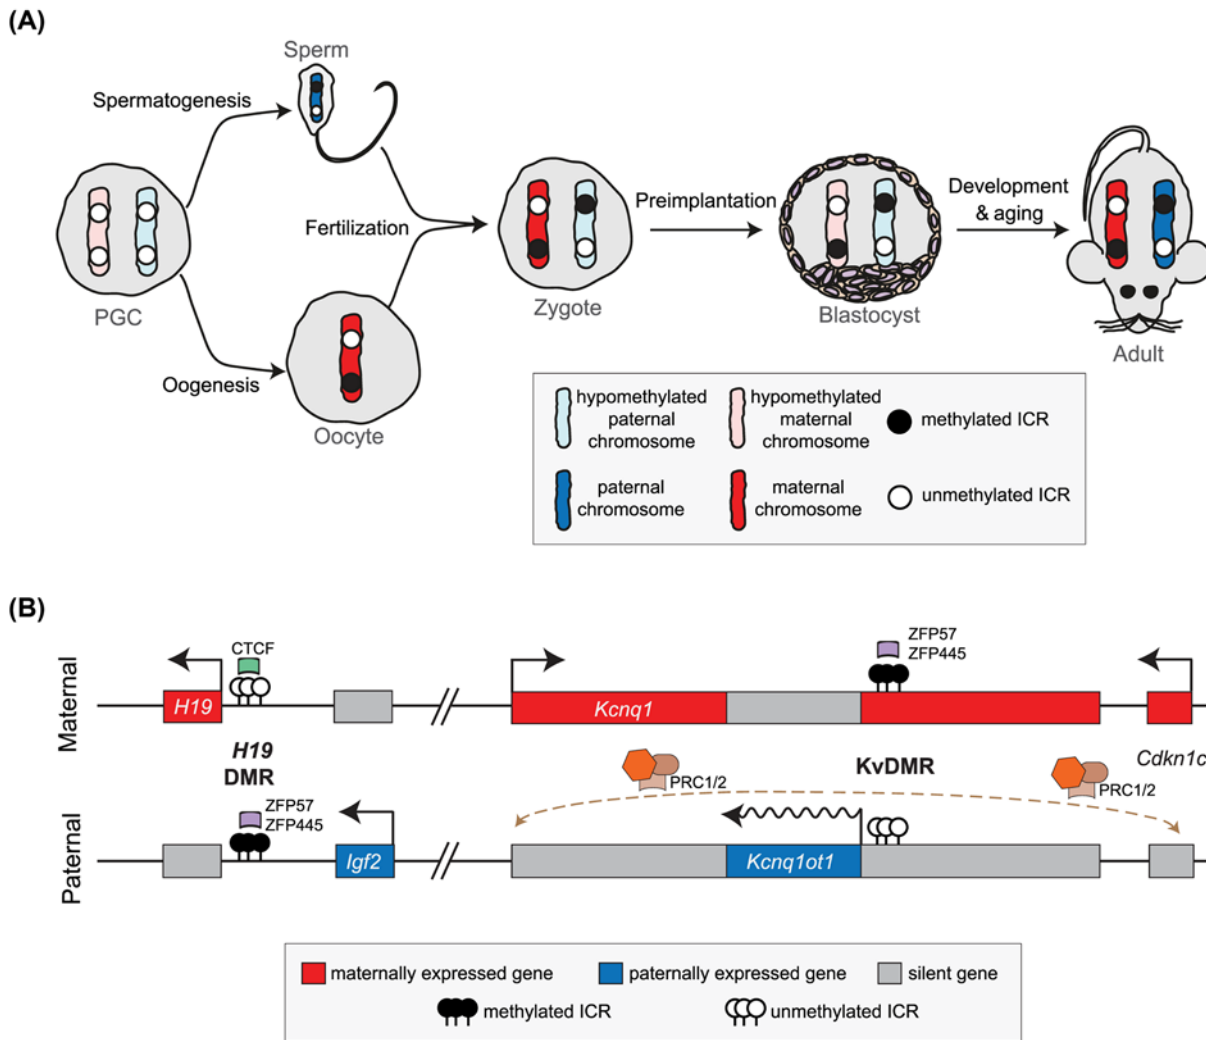 (A)
Sperm
Spermatogenesis
PGC
Fertilization
Oogenesis
Oocyte
Zygote
Preimplantation
Blastocyst
Development
& aging
Adult
hypomethylated
paternal
chromosome
hypomethylated
maternal
chromosome
methylated ICR
paternal
chromosome
maternal
chromosome
unmethylated ICR
(B)
Maternal
CTCF
H19
Kcnq1
ZFP57
ZFP445
Cdkn1c
H19
DMR
PRC1/2
KvDMR
PRC1/2
Paternal
ZFP57
ZFP445
Igf2
Kcnq1ot1
maternally expressed gene
paternally expressed gene
silent gene
methylated ICR
unmethylated ICR